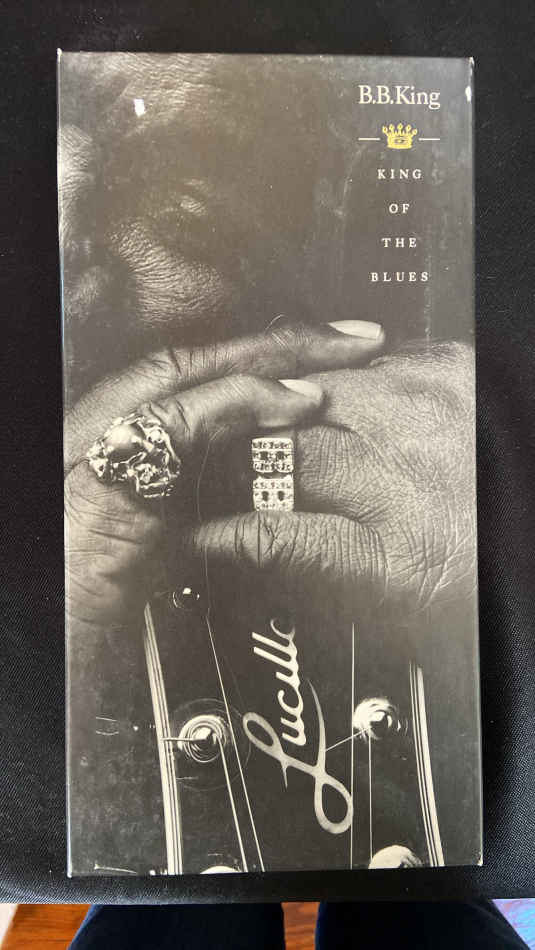 B.B.King
KING
OF
THE
BLUES
Lucille